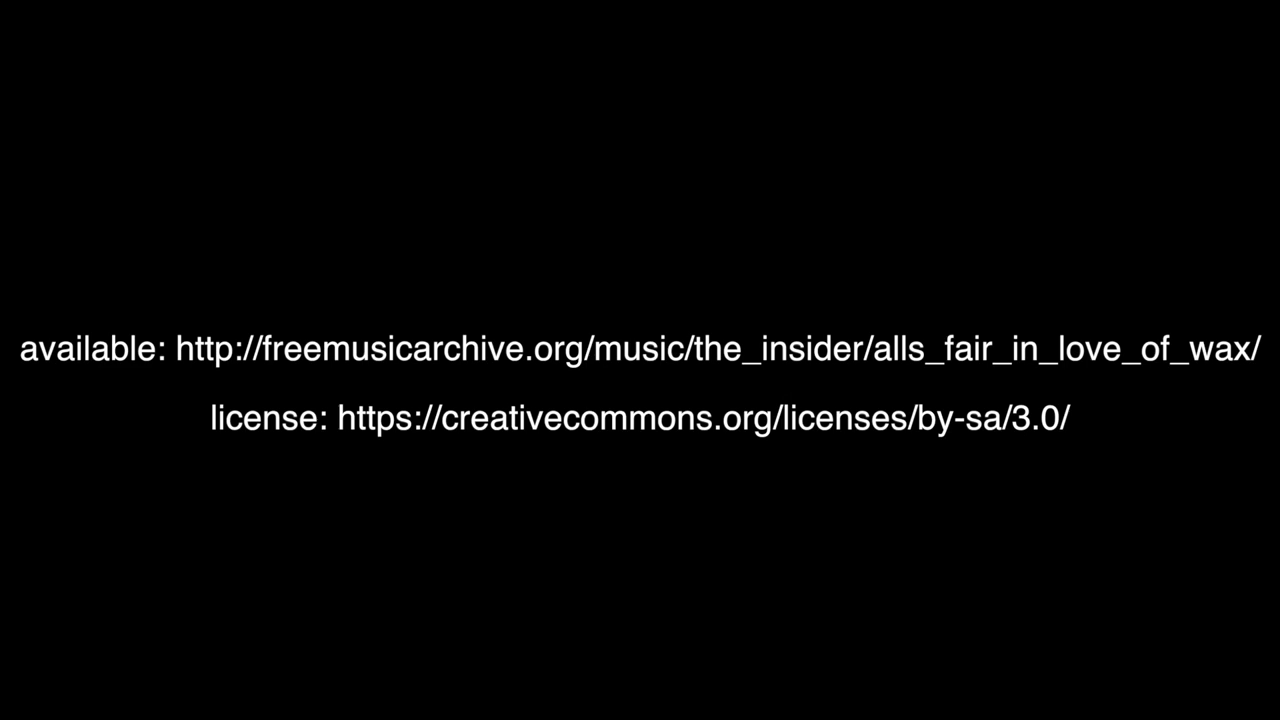 available: http://freemusicarchive.org/music/the_insider/alls_fair_in_love_of_wax/
license: https://creativecommons.org/licenses/by-sa/3.0/